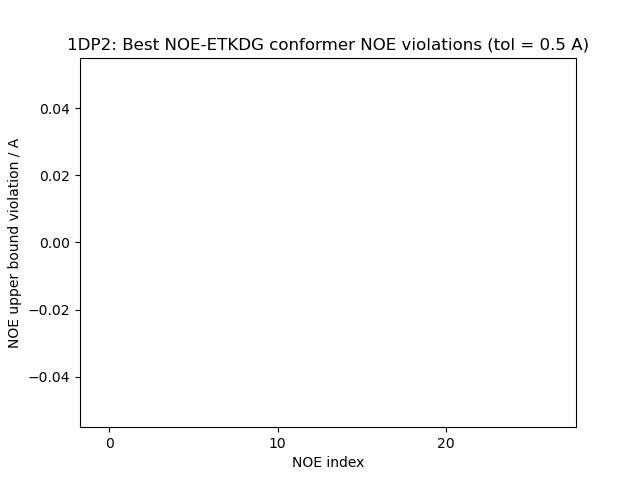 1DP2: Best NOE-ETKDG conformer NOE violations (tol = 0.5 A)
NOE upper bound violation / A
0.04
0.02
0.00
−0.02
−0.04
0
10
20
NOE index